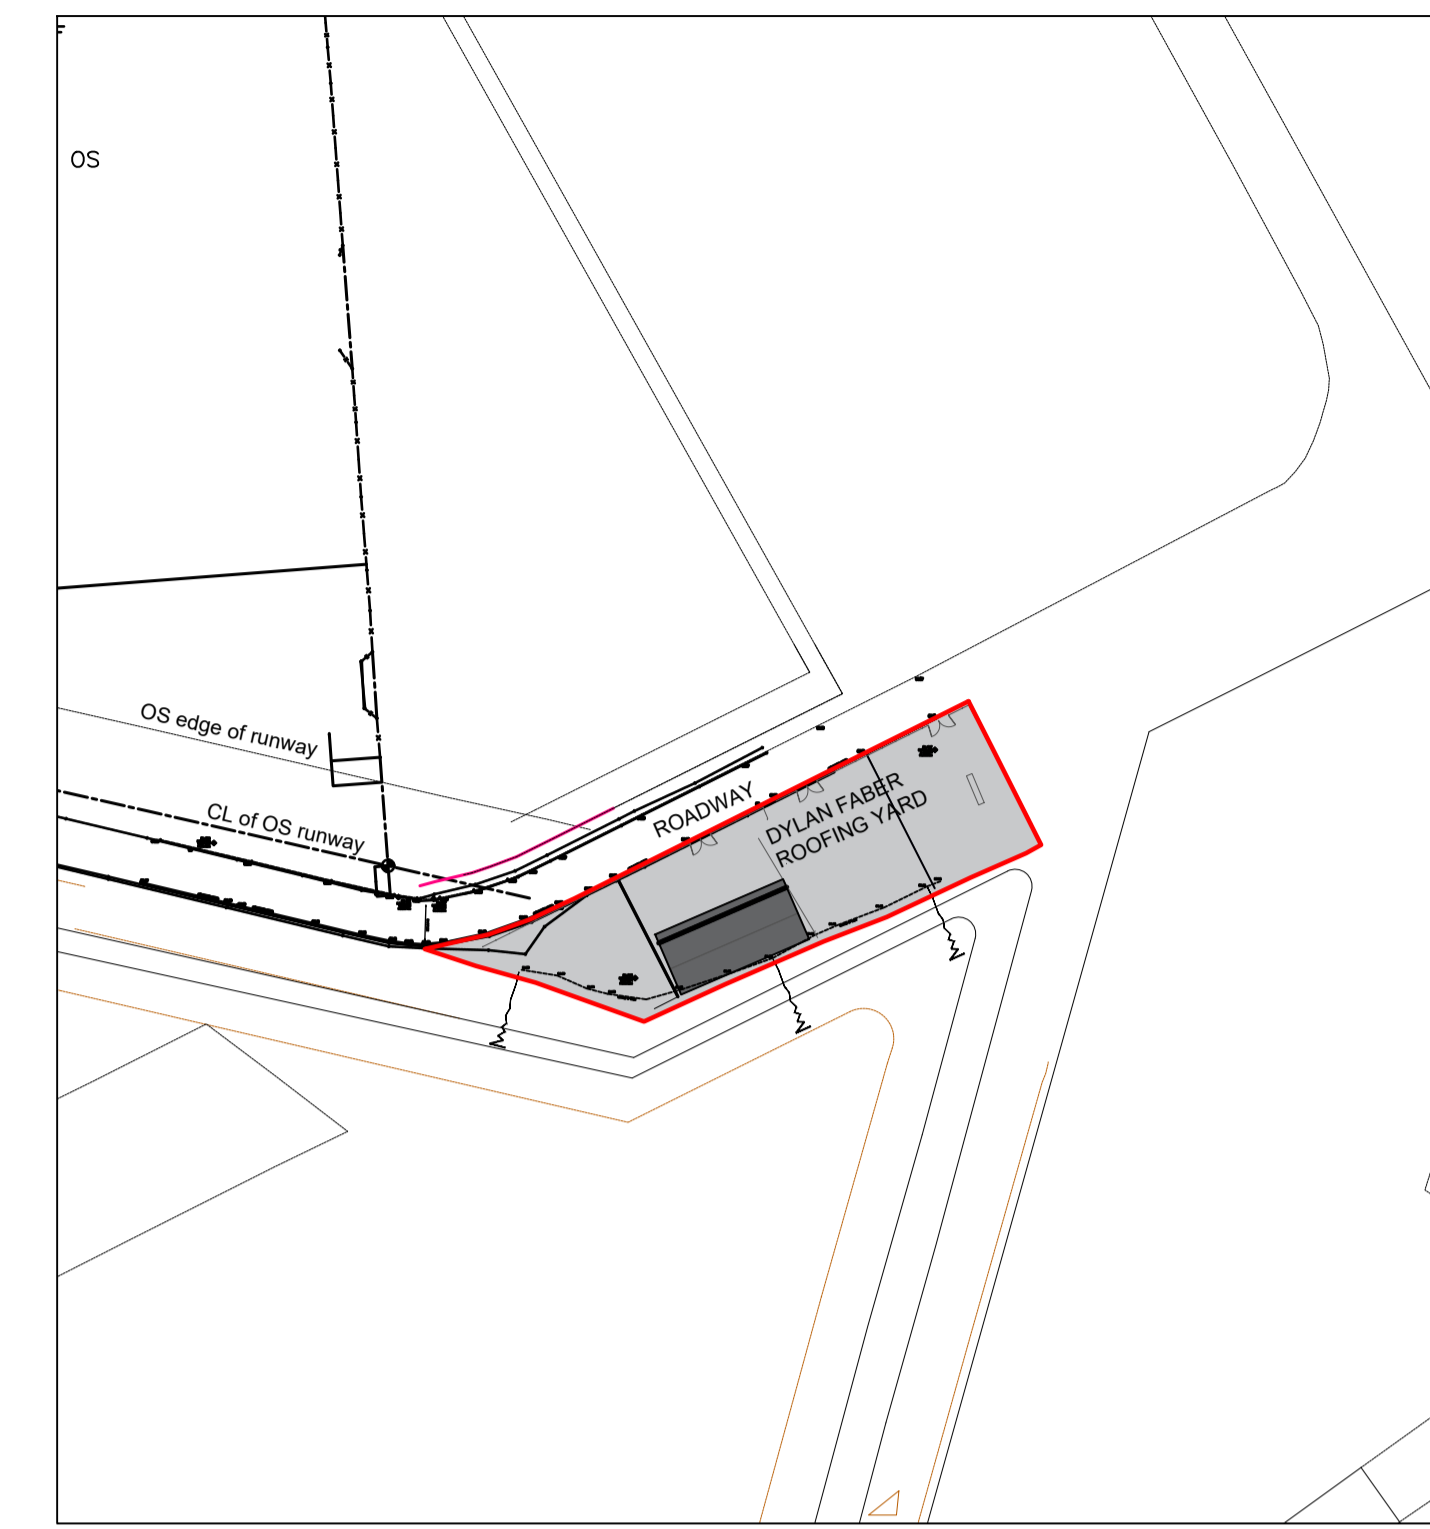 OS
OS edge of runway
CL of OS runway
ROADWAY
DYLAN FABER
ROOFING YARD